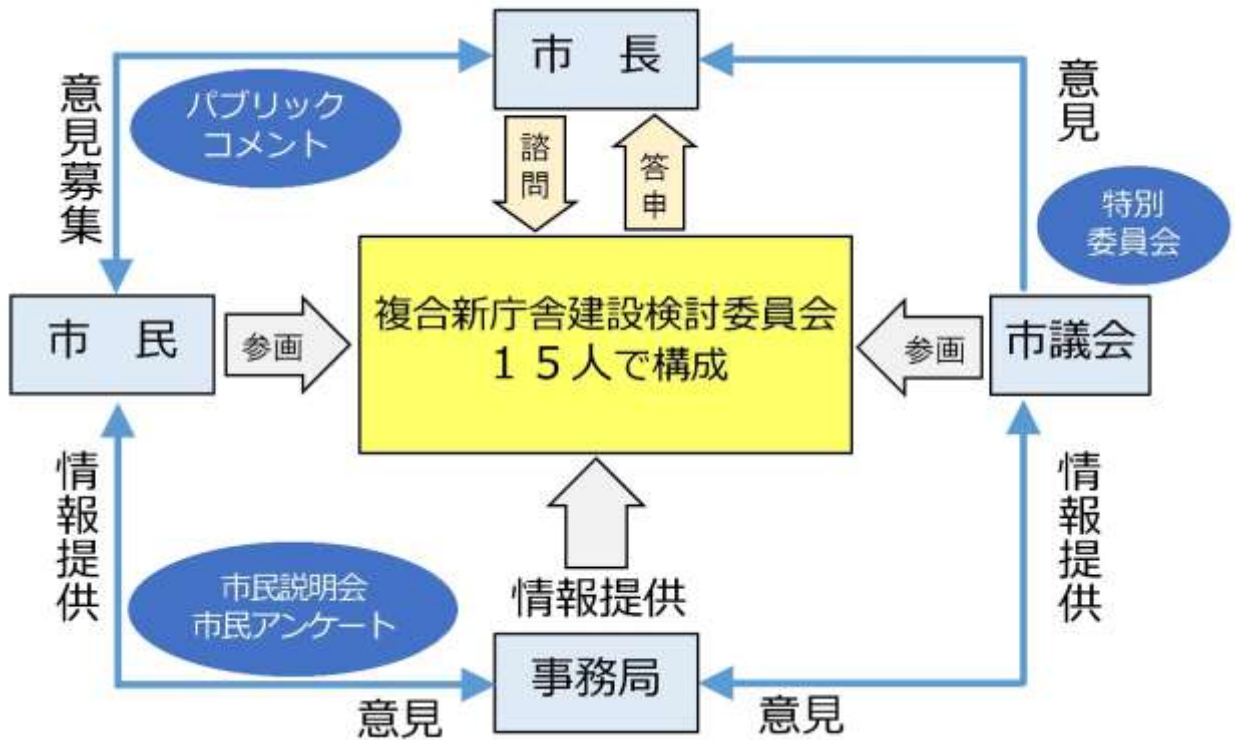 市　長
意見募集
パブリック
コメント
諮問
答申
意見
特別
委員会
市　民
参画
複合新庁舎建設検討委員会
１５人で構成
参画
市議会
情報提供
市民説明会
市民アンケート
情報提供
情報提供
事務局
意見
意見